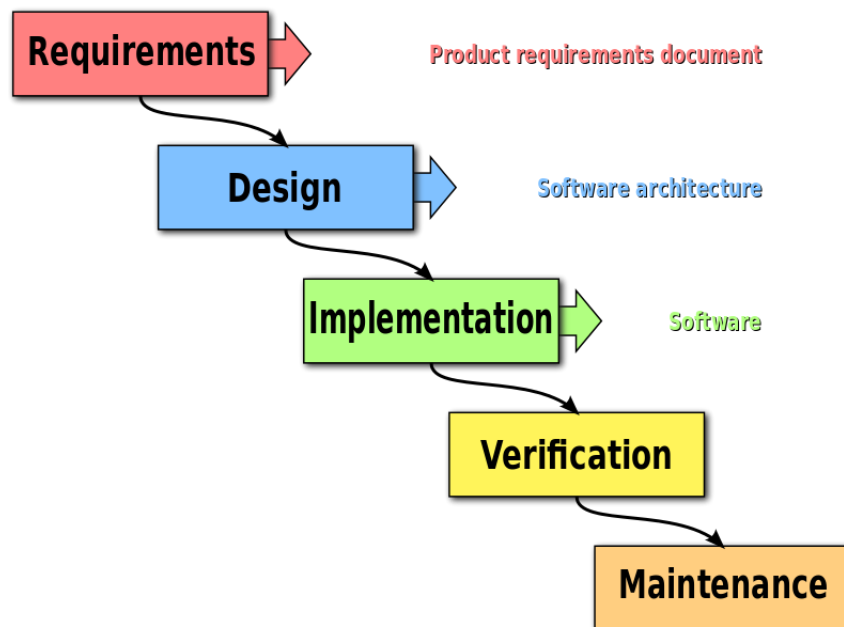 Requirements
Product requirements document
Design
Software architecture
Implementation
Software
Verification
Maintenance